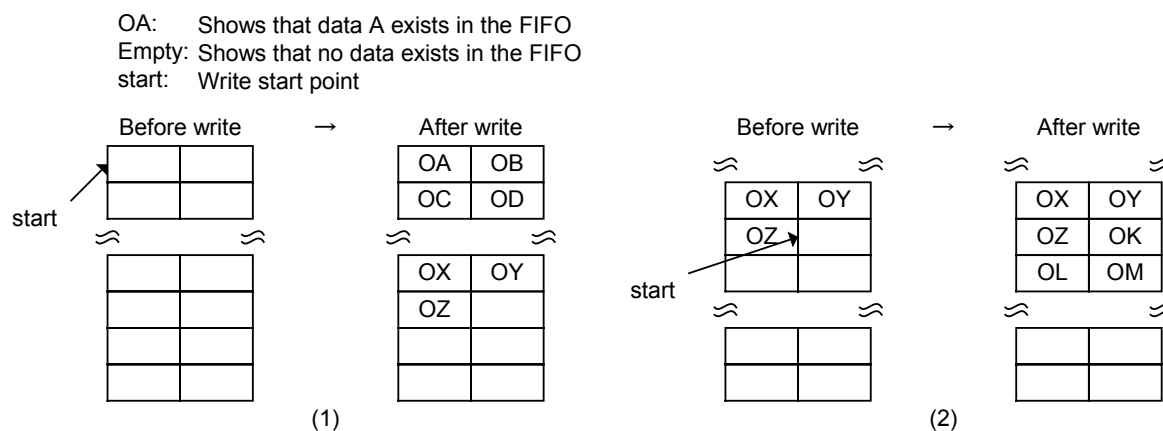 OA: Shows that data A exists in the FIFO
Empty: Shows that no data exists in the FIFO
start: Write start point
Before write → After write
start
OA OB
OC OD
OX OY
OZ
(1)
Before write → After write
OX OY
OZ
start
OX OY
OZ OK
OL OM
(2)